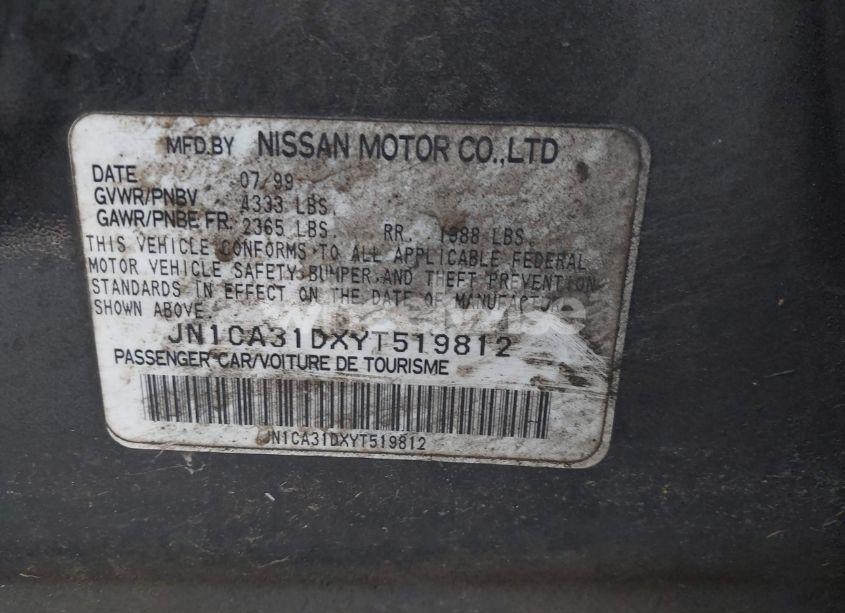 MFD.BY NISSAN MOTOR CO.,LTD
DATE 07/99
GVWR/PNBV 4333 LBS.
GAWR/PNBE FR. 2365 LBS. RR. 1988 LBS.
THIS VEHICLE CONFORMS TO ALL APPLICABLE FEDERAL
MOTOR VEHICLE SAFETY BUMPER AND THEFT PREVENTION
STANDARDS IN EFFECT ON THE DATE OF MANUFACTURE
SHOWN ABOVE.
JN1CA31DXYT519812
PASSENGER CAR/VOITURE DE TOURISME
JN1CA31DXYT519812